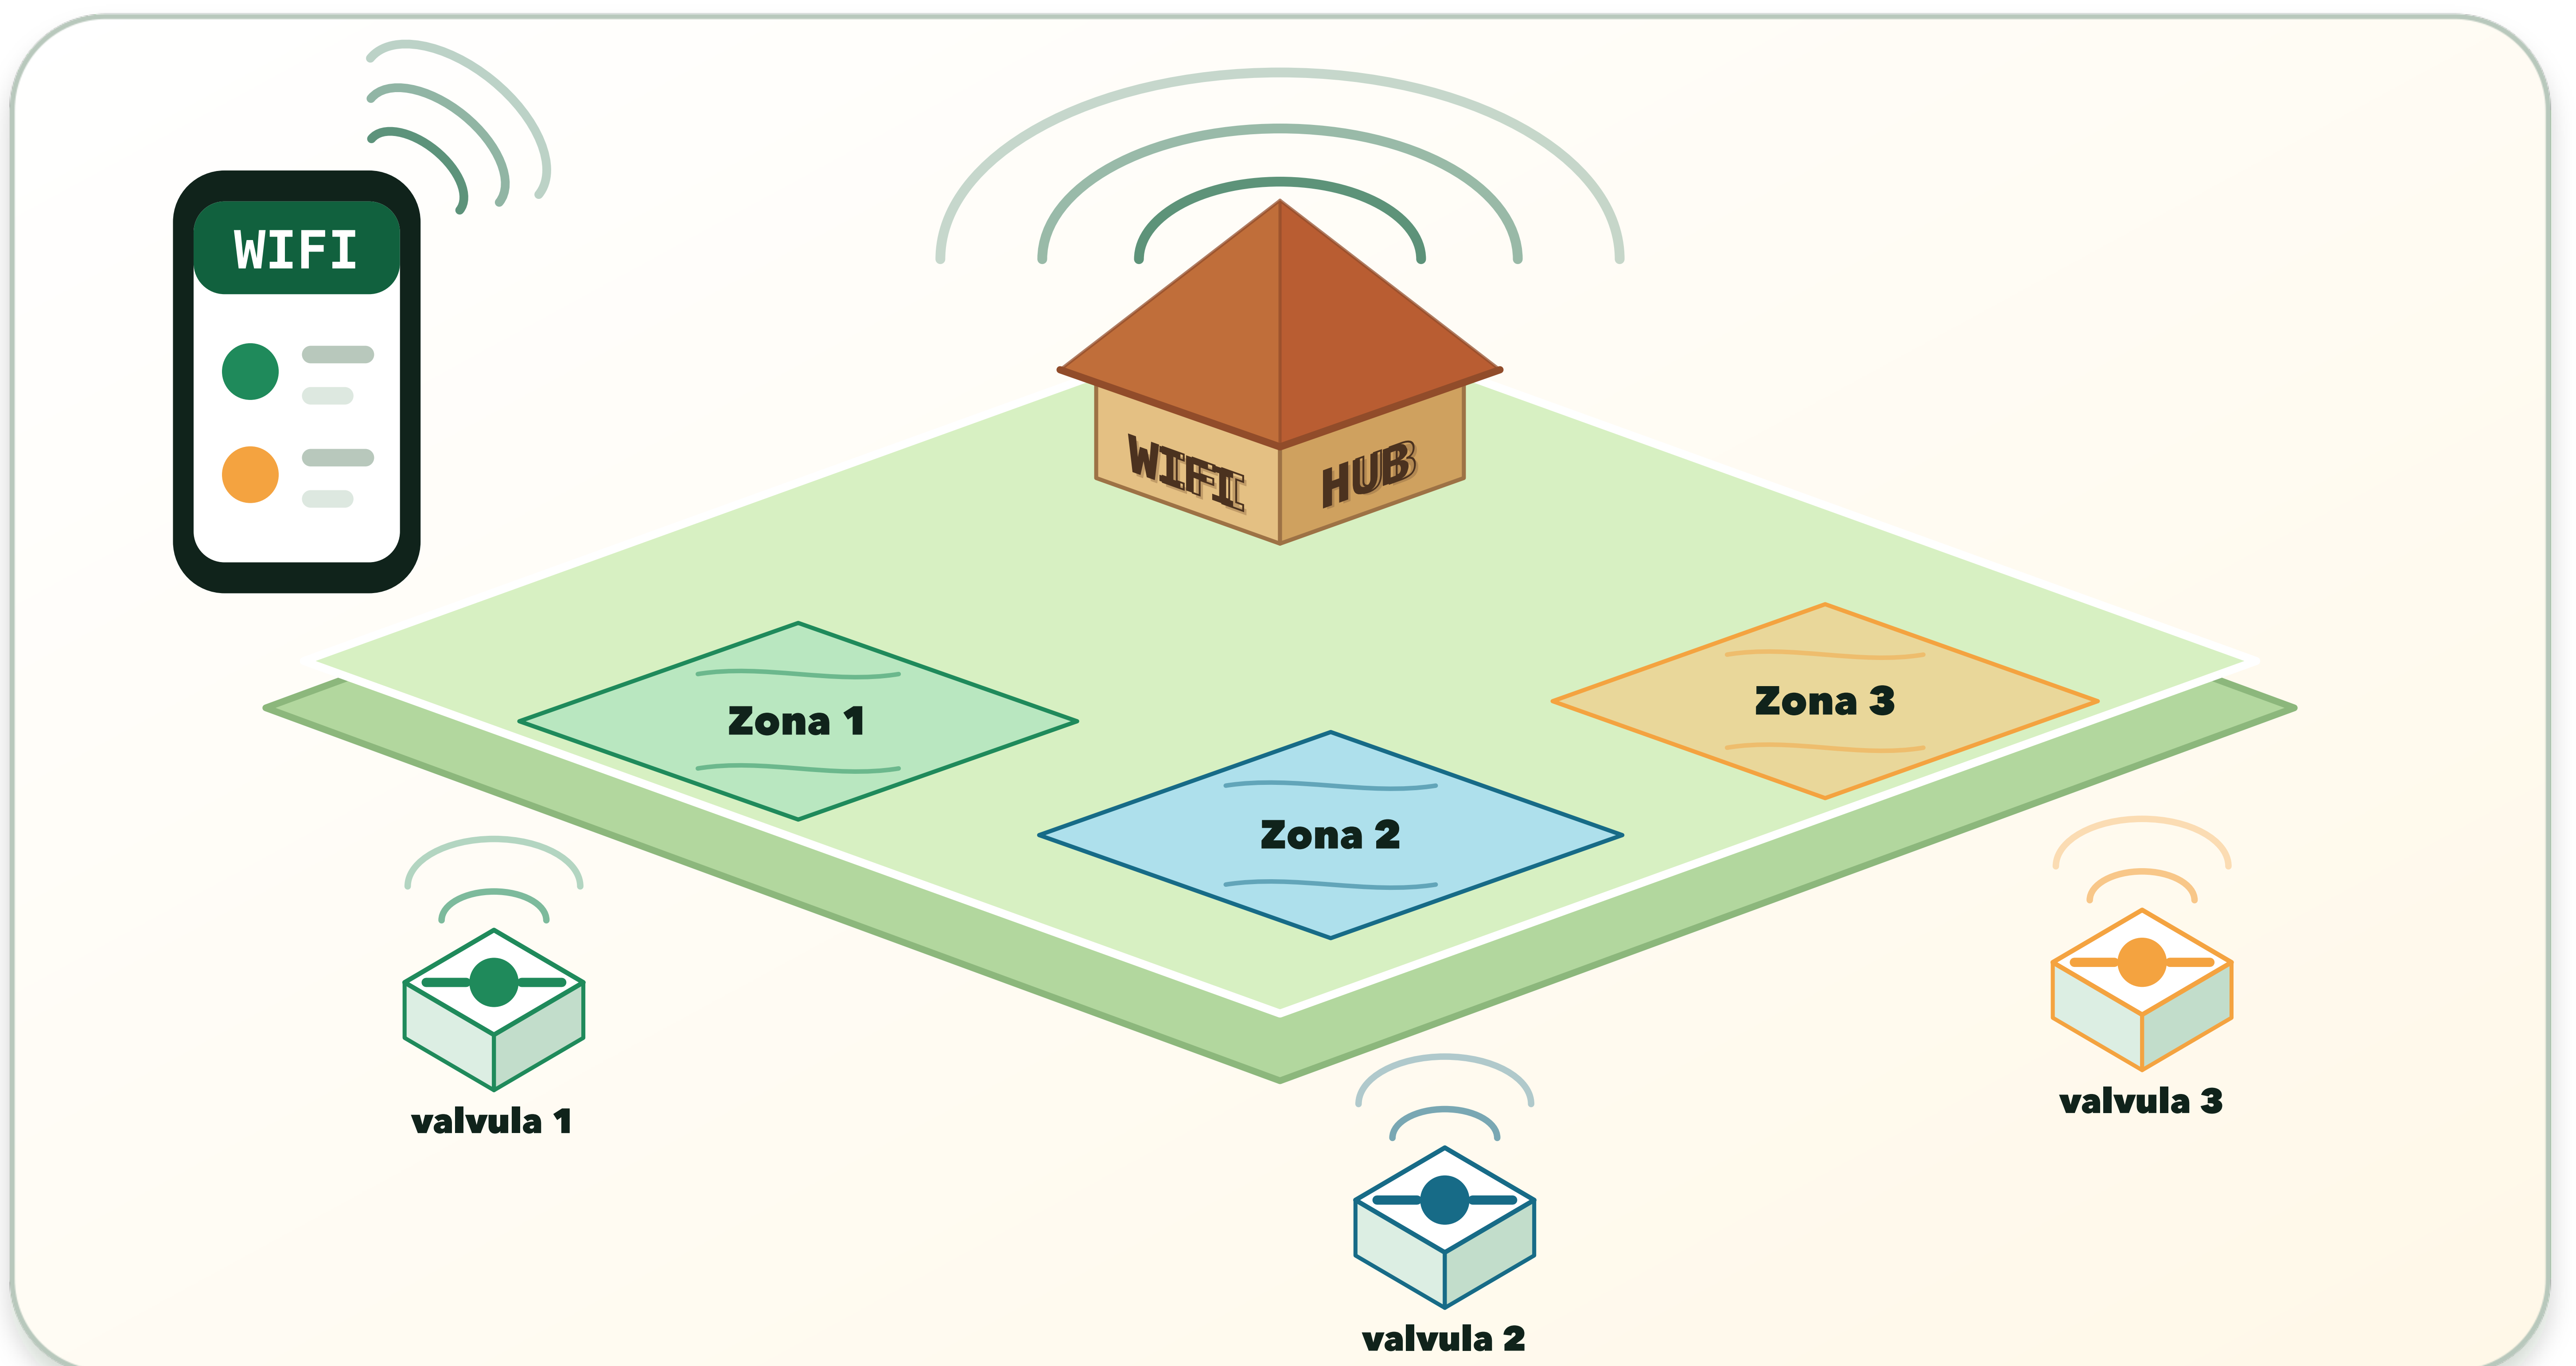 WIFI
WIFI HUB
Zona 1
Zona 3
Zona 2
valvula 1
valvula 3
valvula 2